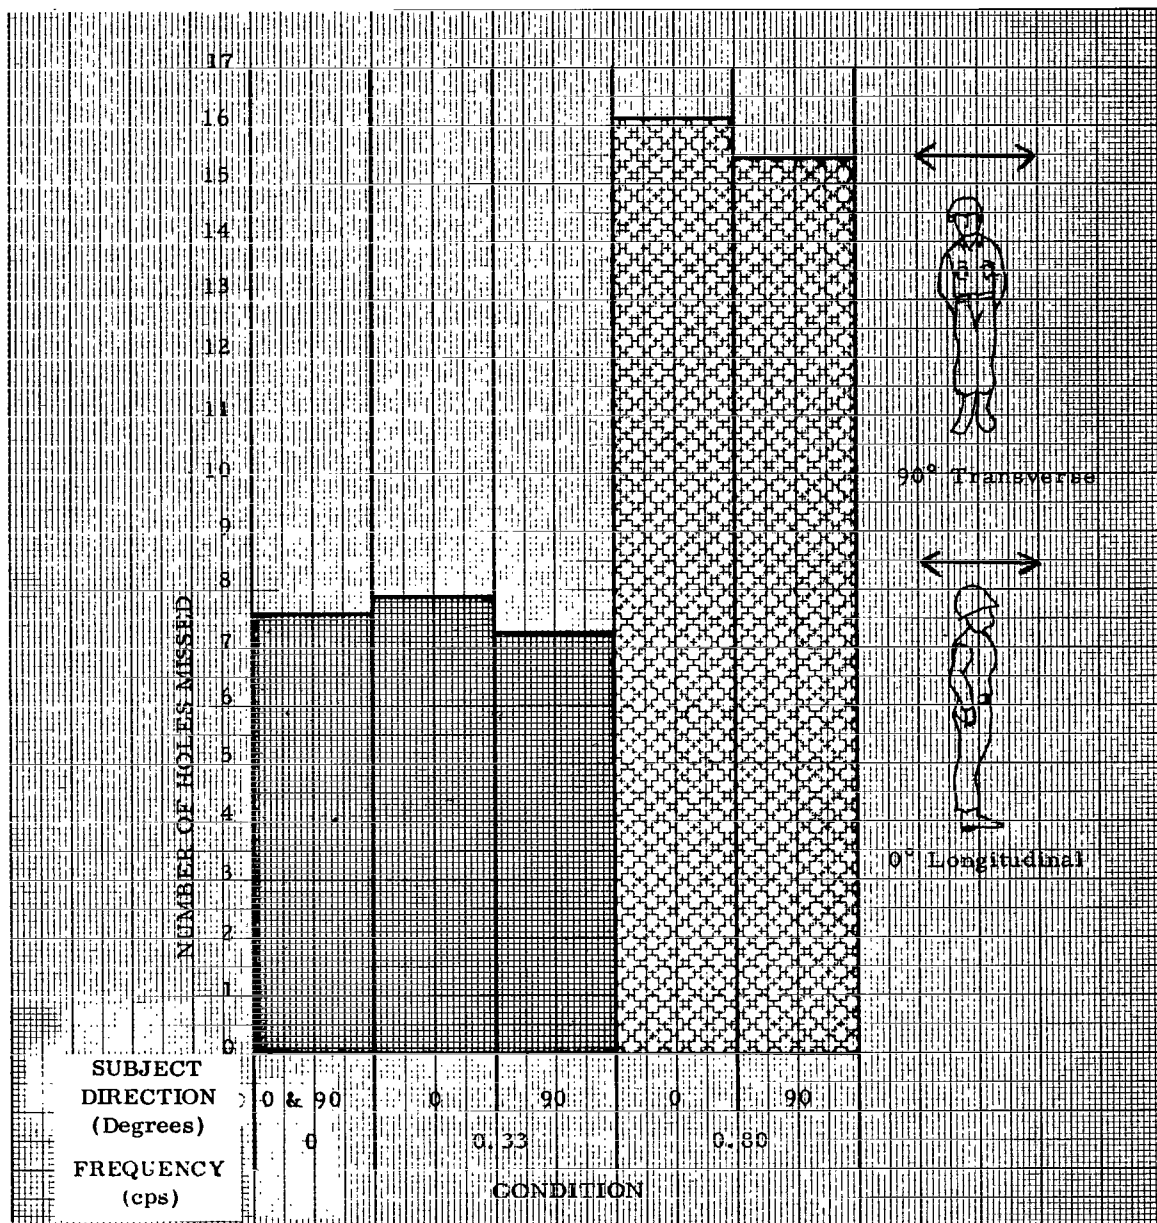 17
16
15
14
13
12
11
10
9
8
7
6
5
4
3
2
1
0
NUMBER OF HOLES MISSED
90° Transverse
0° Longitudinal
SUBJECT
DIRECTION
(Degrees)
0 & 90 0 90 0 90
0 0.33 0.80
FREQUENCY
(cps)
CONDITION